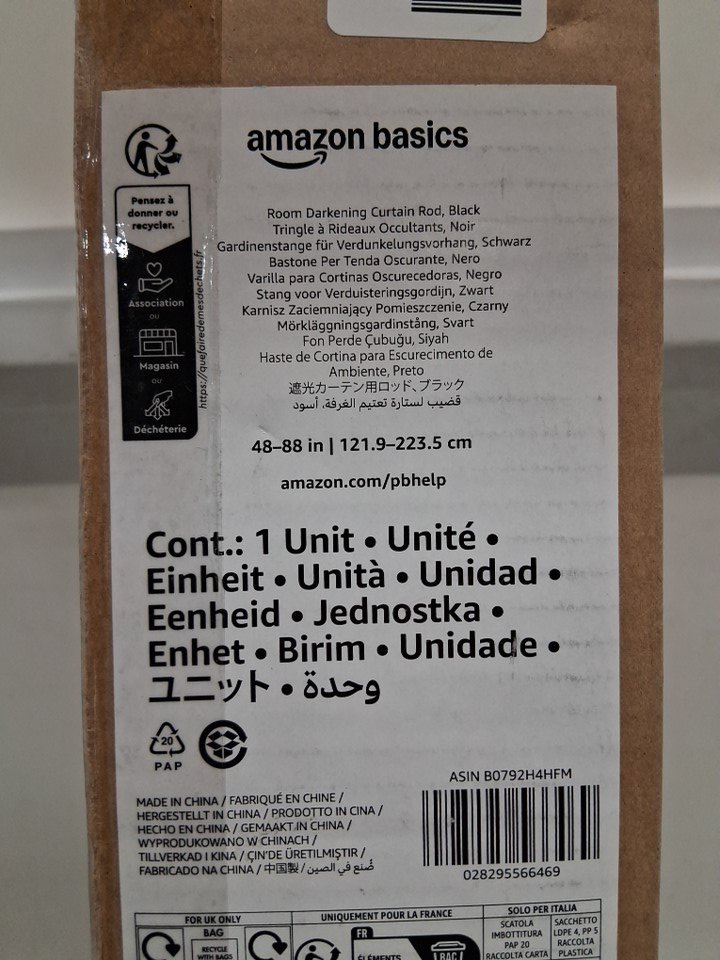 amazon basics
Pensez à
donner ou
recycler.
Association
ou
Magasin
ou
Déchèterie
https://quefairedemesdechets.fr
Room Darkening Curtain Rod, Black
Tringle à Rideaux Occultants, Noir
Gardinenstange für Verdunkelungsvorhang, Schwarz
Bastone Per Tenda Oscurante, Nero
Varilla para Cortinas Oscurecedoras, Negro
Stang voor Verduisteringsgordijn, Zwart
Karnisz Zaciemniający Pomieszczenie, Czarny
Mörkläggningsgardinstång, Svart
Fon Perde Çubuğu, Siyah
Haste de Cortina para Escurecimento de
Ambiente, Preto
遮光カーテン用ロッド、ブラック
قضيب لستارة تعتيم الغرفة، أسود
48–88 in | 121.9–223.5 cm
amazon.com/pbhelp
Cont.: 1 Unit • Unité •
Einheit • Unità • Unidad •
Eenheid • Jednostka •
Enhet • Birim • Unidade •
ユニット • وحدة
20
PAP
ASIN B0792H4HFM
MADE IN CHINA / FABRIQUÉ EN CHINE /
HERGESTELLT IN CHINA / PRODOTTO IN CINA /
HECHO EN CHINA / GEMAAKT IN CHINA /
WYPRODUKOWANO W CHINACH /
TILLVERKAD I KINA / ÇIN'DE ÜRETILMIŞTIR /
FABRICADO NA CHINA / 中国製 / صُنع في الصين
028295566469
FOR UK ONLY
BAG
RECYCLE
WITH BAGS
UNIQUEMENT POUR LA FRANCE
FR
ÉLÉMENTS
1 BAC
SOLO PER ITALIA
SCATOLA
IMBOTTITURA
PAP 20
RACCOLTA CARTA
SACCHETTO
LDPE 4, PP 5
RACCOLTA
PLASTICA